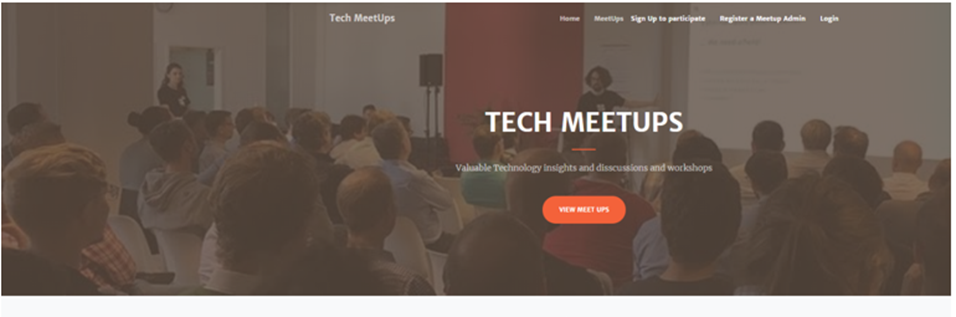 Tech MeetUps
Home MeetUps Sign Up to participate Register a Meetup Admin Login
TECH MEETUPS
Valuable Technology insights and disscussions and workshops
VIEW MEET UPS